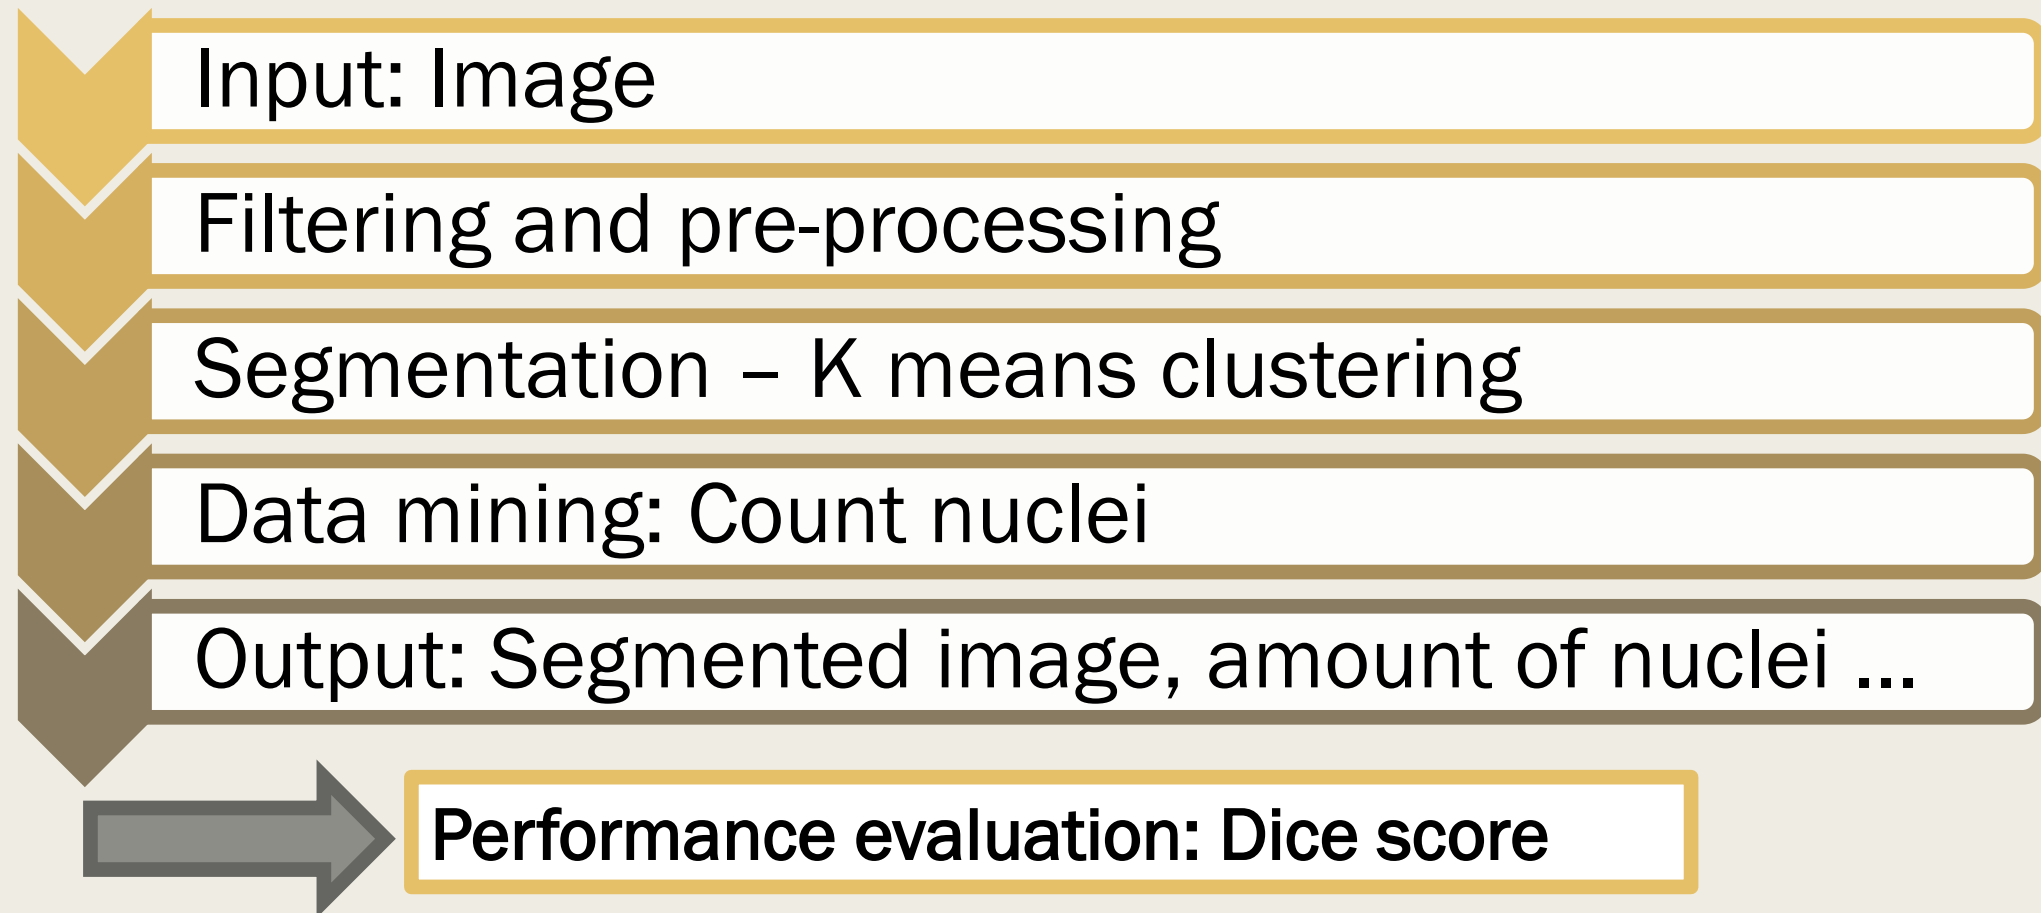 Input: Image
Filtering and pre-processing
Segmentation – K means clustering
Data mining: Count nuclei
Output: Segmented image, amount of nuclei ...
Performance evaluation: Dice score